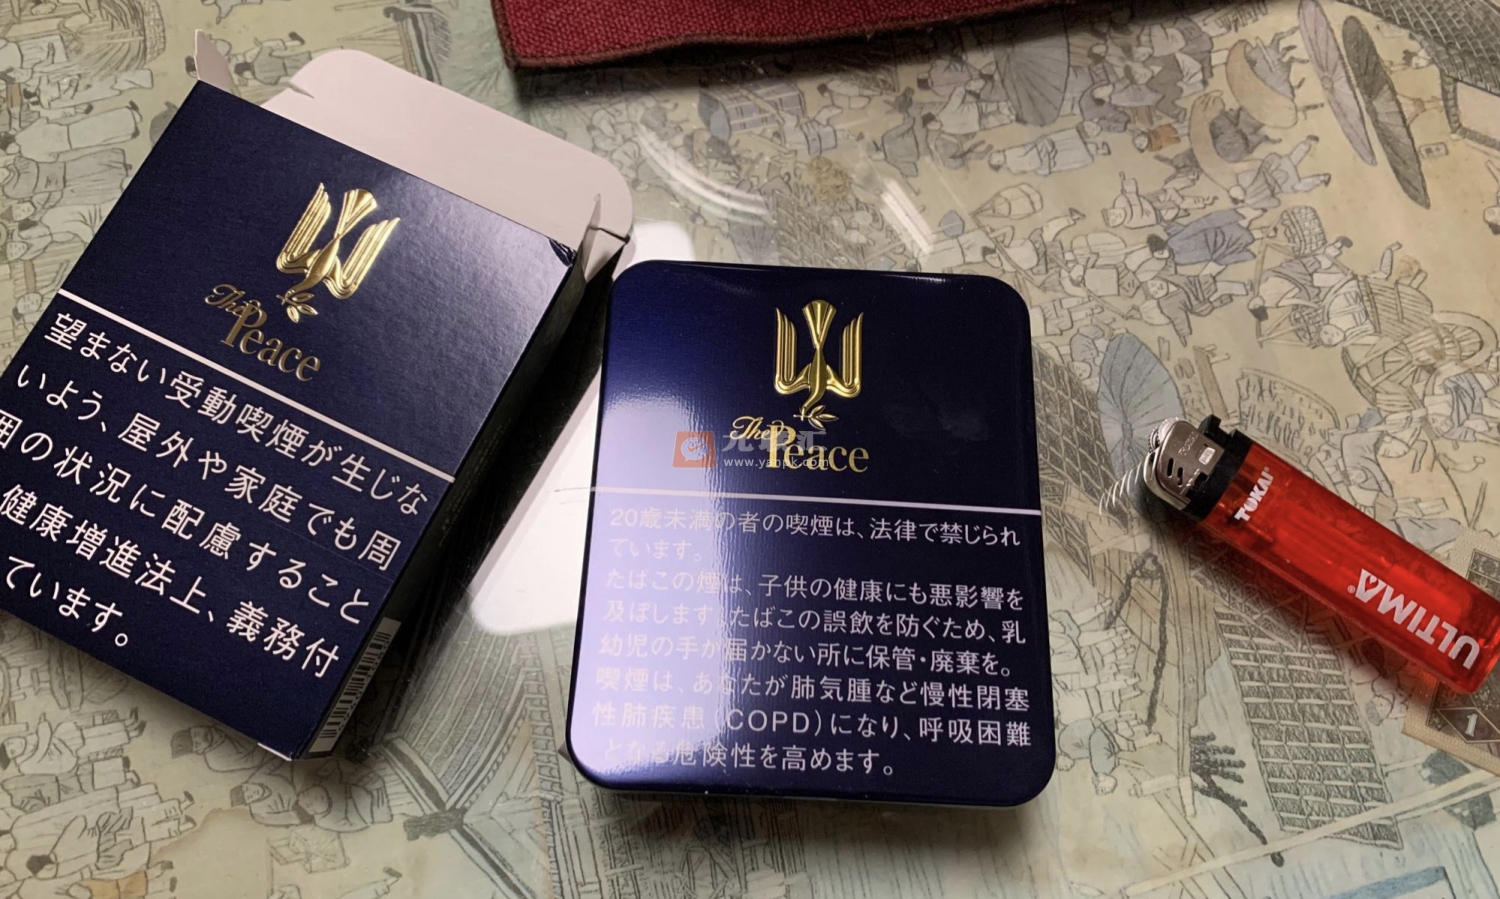 The
Peace
望まない受動喫煙が生じな
いよう、屋外や家庭でも周
囲の状況に配慮すること
健康増進法上、義務付
ています。
The
Peace
www.yanpk.com
20歳未満の者の喫煙は、法律で禁じられ
ています。
たばこの煙は、子供の健康にも悪影響を
及ぼします。たばこの誤飲を防ぐため、乳
幼児の手が届かない所に保管・廃棄を。
喫煙は、あなたが肺気腫など慢性閉塞
性肺疾患(COPD)になり、呼吸困難
となる危険性を高めます。
TOKAI
ULTIMA
1